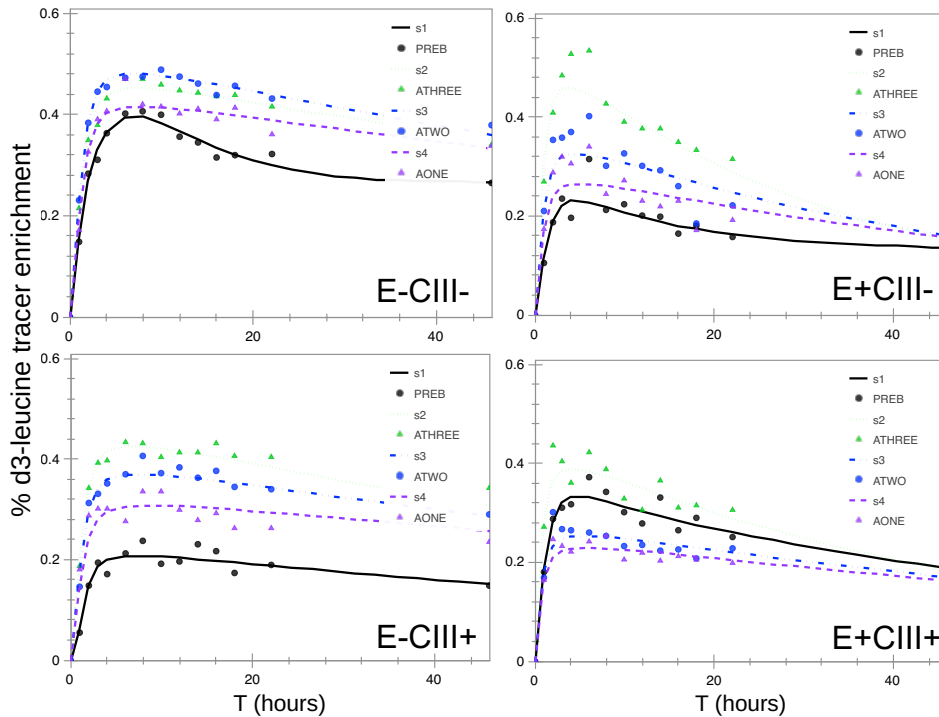 % d3-leucine tracer enrichment
0.6
0.4
0.2
0
0
20
40
s1
PREB
s2
ATHREE
s3
ATWO
s4
AONE
E-CIII-
0.6
0.4
0.2
0
0
20
40
s1
PREB
s2
ATHREE
s3
ATWO
s4
AONE
E+CIII-
0.6
0.4
0.2
0
0
20
40
s1
PREB
s2
ATHREE
s3
ATWO
s4
AONE
E-CIII+
T (hours)
0.6
0.4
0.2
0
0
20
40
s1
PREB
s2
ATHREE
s3
ATWO
s4
AONE
E+CIII+
T (hours)